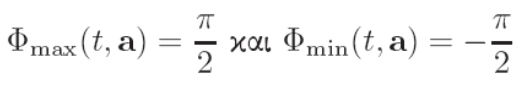 Φ_max(t, **a**) = π/2 και Φ_min(t, **a**) = −π/2